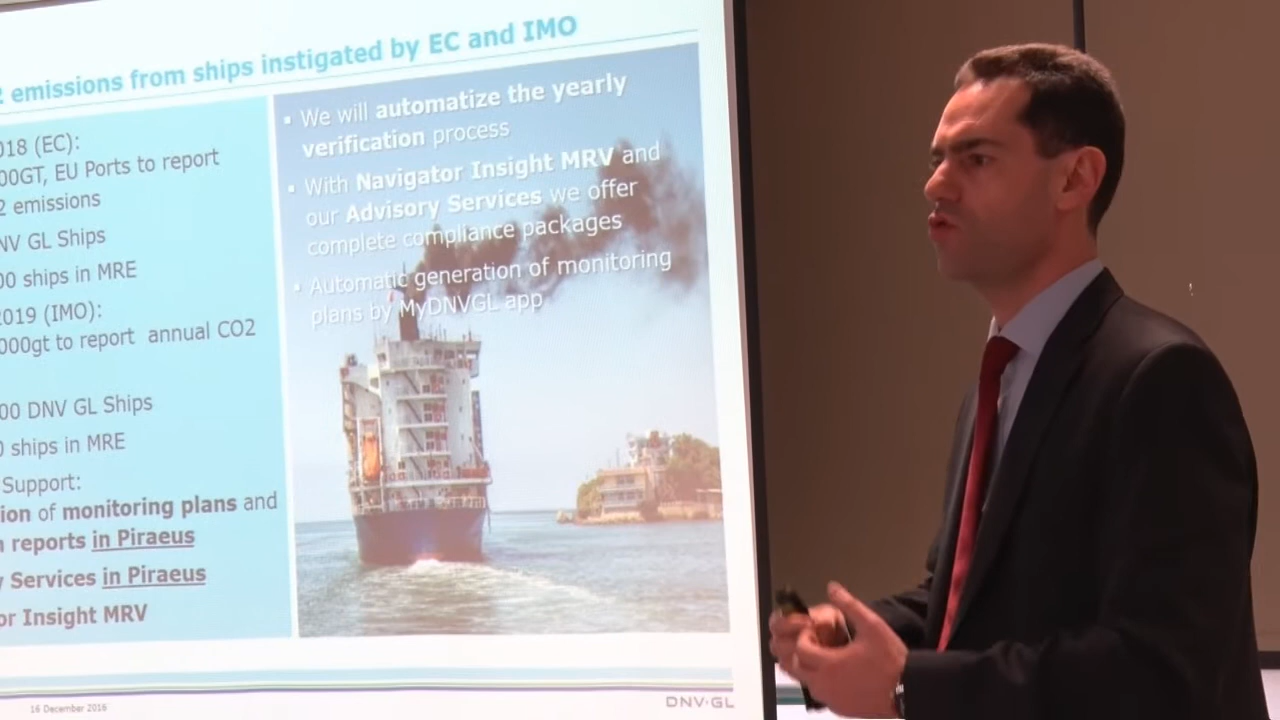 emissions from ships instigated by EC and IMO
018 (EC):
00GT, EU Ports to report
2 emissions
NV GL Ships
00 ships in MRE
2019 (IMO):
000gt to report annual CO2
00 DNV GL Ships
0 ships in MRE
Support:
ion of monitoring plans and
reports in Piraeus
Services in Piraeus
or Insight MRV
▪ We will automatize the yearly
verification process
▪ With Navigator Insight MRV and
our Advisory Services we offer
complete compliance packages
▪ Automatic generation of monitoring
plans by MyDNVGL app
16 December 2016
DNV·GL